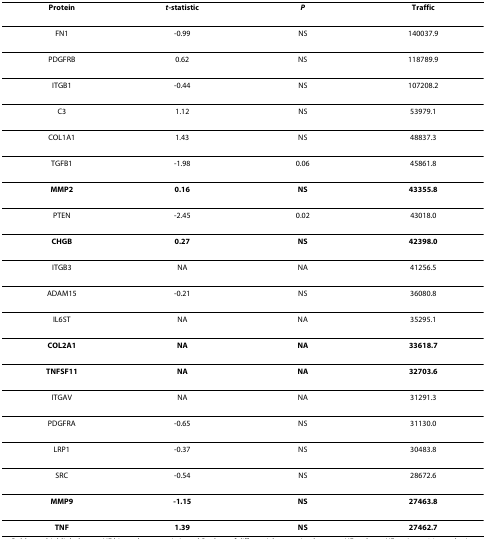 Protein t-statistic P Traffic
FN1 -0.99 NS 140037.9
PDGFRB 0.62 NS 118789.9
ITGB1 -0.44 NS 107208.2
C3 1.12 NS 53979.1
COL1A1 1.43 NS 48837.3
TGFB1 -1.98 0.06 45861.8
MMP2 0.16 NS 43355.8
PTEN -2.45 0.02 43018.0
CHGB 0.27 NS 42398.0
ITGB3 NA NA 41256.5
ADAM15 -0.21 NS 36080.8
IL6ST NA NA 35295.1
COL2A1 NA NA 33618.7
TNFSF11 NA NA 32703.6
ITGAV NA NA 31291.3
PDGFRA -0.65 NS 31130.0
LRP1 -0.37 NS 30483.8
SRC -0.54 NS 28672.6
MMP9 -1.15 NS 27463.8
TNF 1.39 NS 27462.7